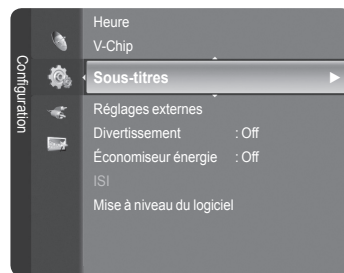 Configuration
Heure
V-Chip
Sous-titres
Réglages externes
Divertissement : Off
Économiseur énergie : Off
ISI
Mise à niveau du logiciel